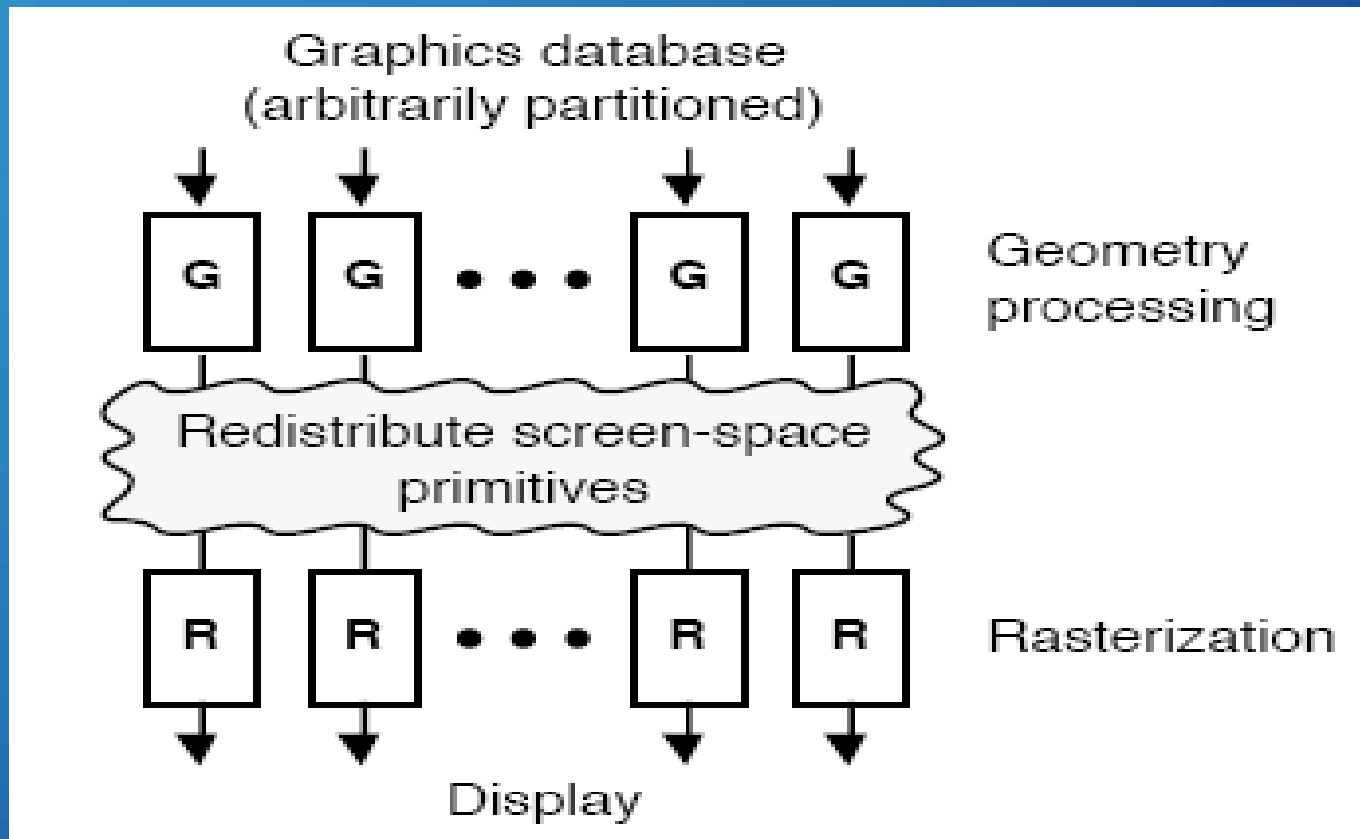 Graphics database
(arbitrarily partitioned)
G G G G
Geometry
processing
Redistribute screen-space
primitives
R R R R
Rasterization
Display